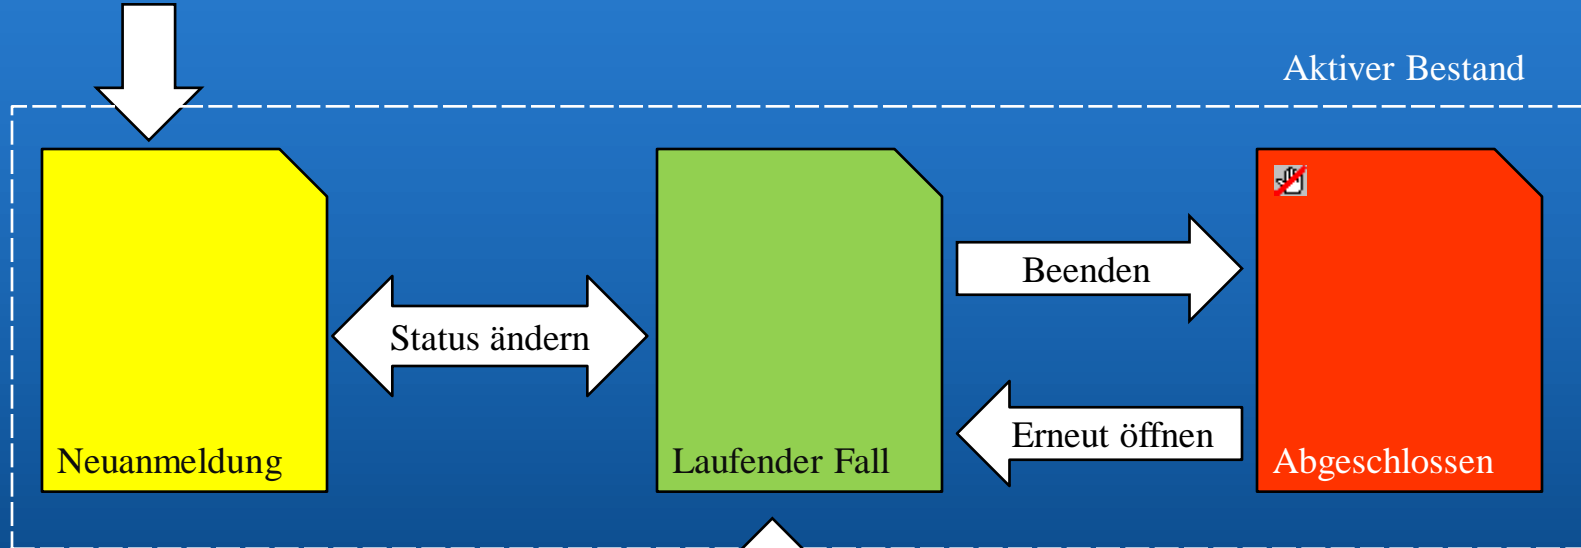 Aktiver Bestand
Beenden
Status ändern
Erneut öffnen
Neuanmeldung
Laufender Fall
Abgeschlossen